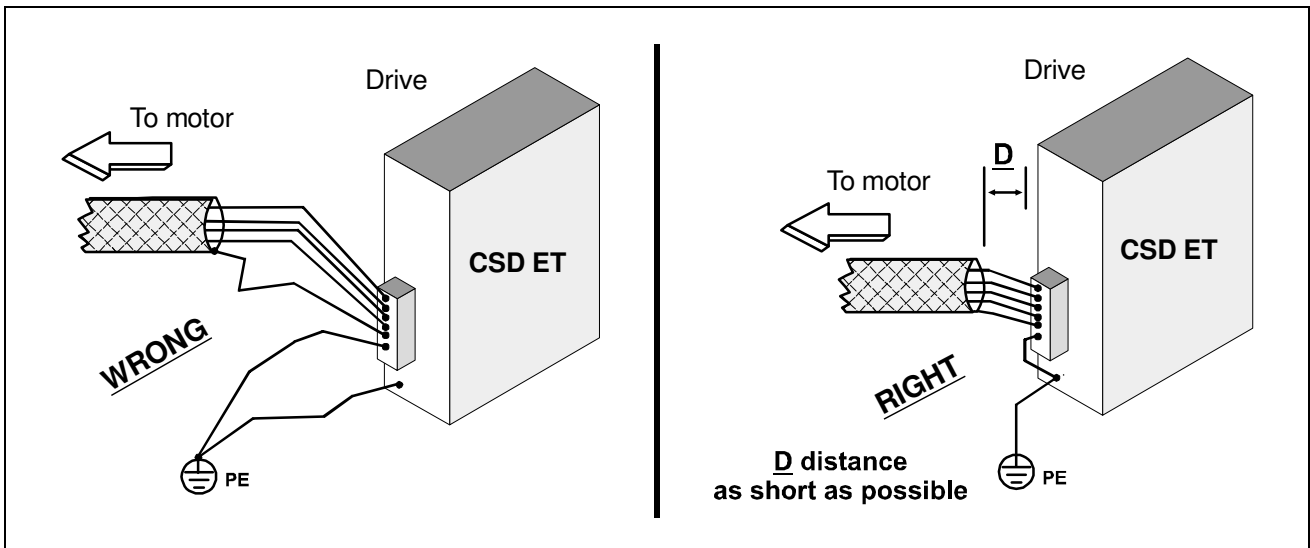 Drive
To motor
CSD ET
WRONG
PE
Drive
D
To motor
CSD ET
RIGHT
D distance
as short as possible
PE